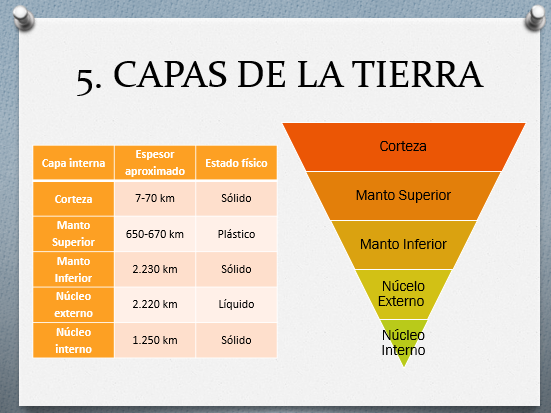 5. CAPAS DE LA TIERRA
Capa interna
Espesor
aproximado
Estado físico
Corteza
7-70 km
Sólido
Manto
Superior
650-670 km
Plástico
Manto
Inferior
2.230 km
Sólido
Núcleo
externo
2.220 km
Líquido
Núcleo
interno
1.250 km
Sólido
Corteza
Manto Superior
Manto Inferior
Núcelo
Externo
Núcleo
Interno